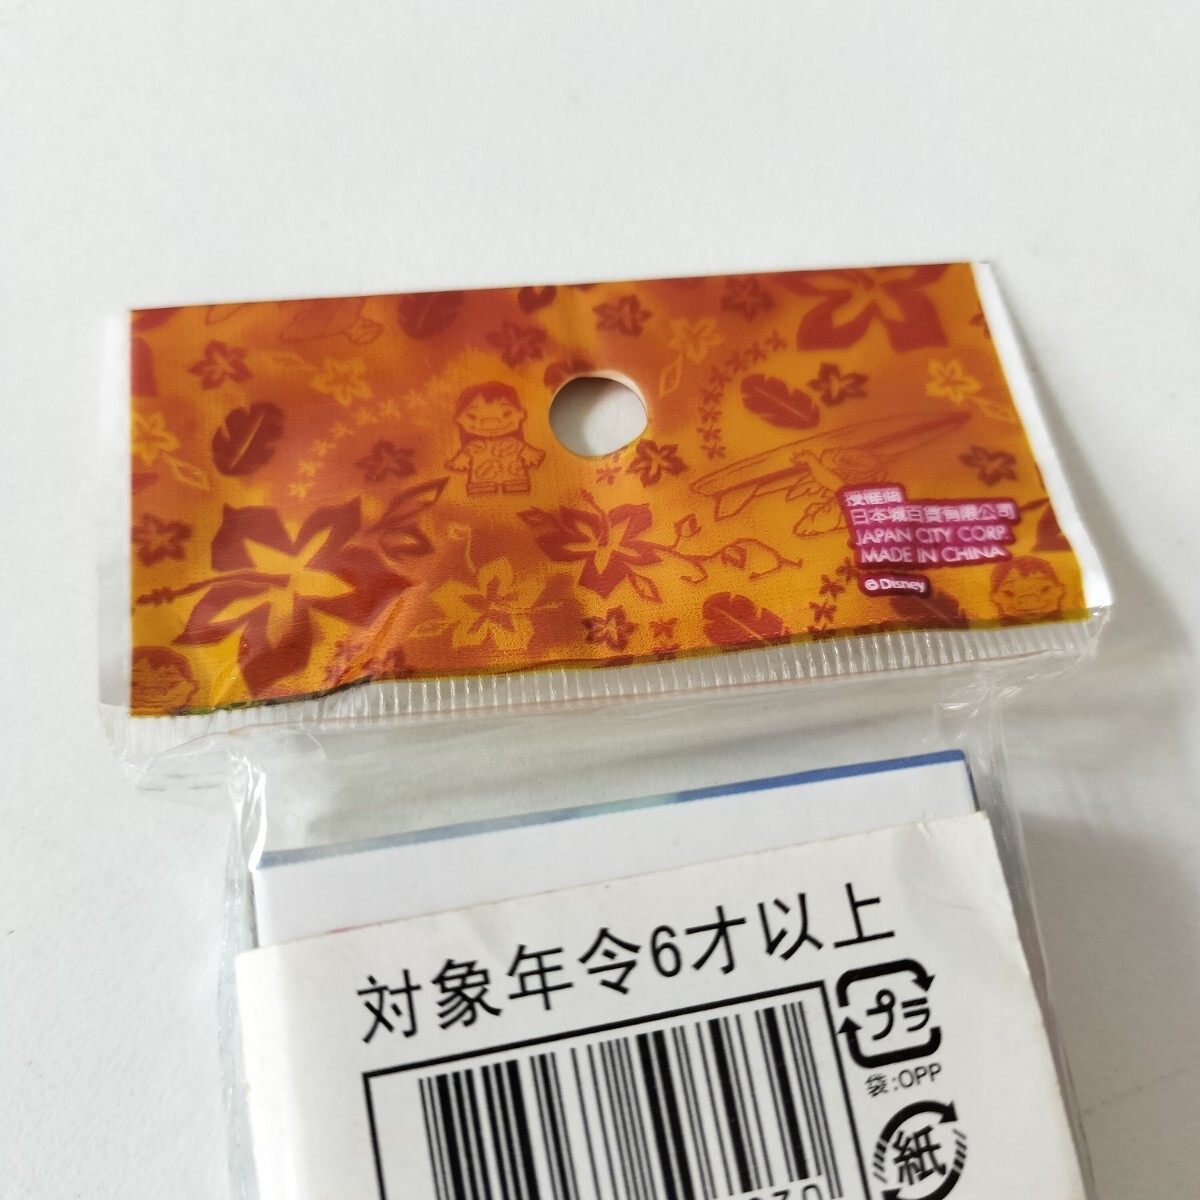 授權商
日本城百貨有限公司
JAPAN CITY CORP.
MADE IN CHINA
©Disney
対象年令6才以上
プラ
袋:OPP
紙